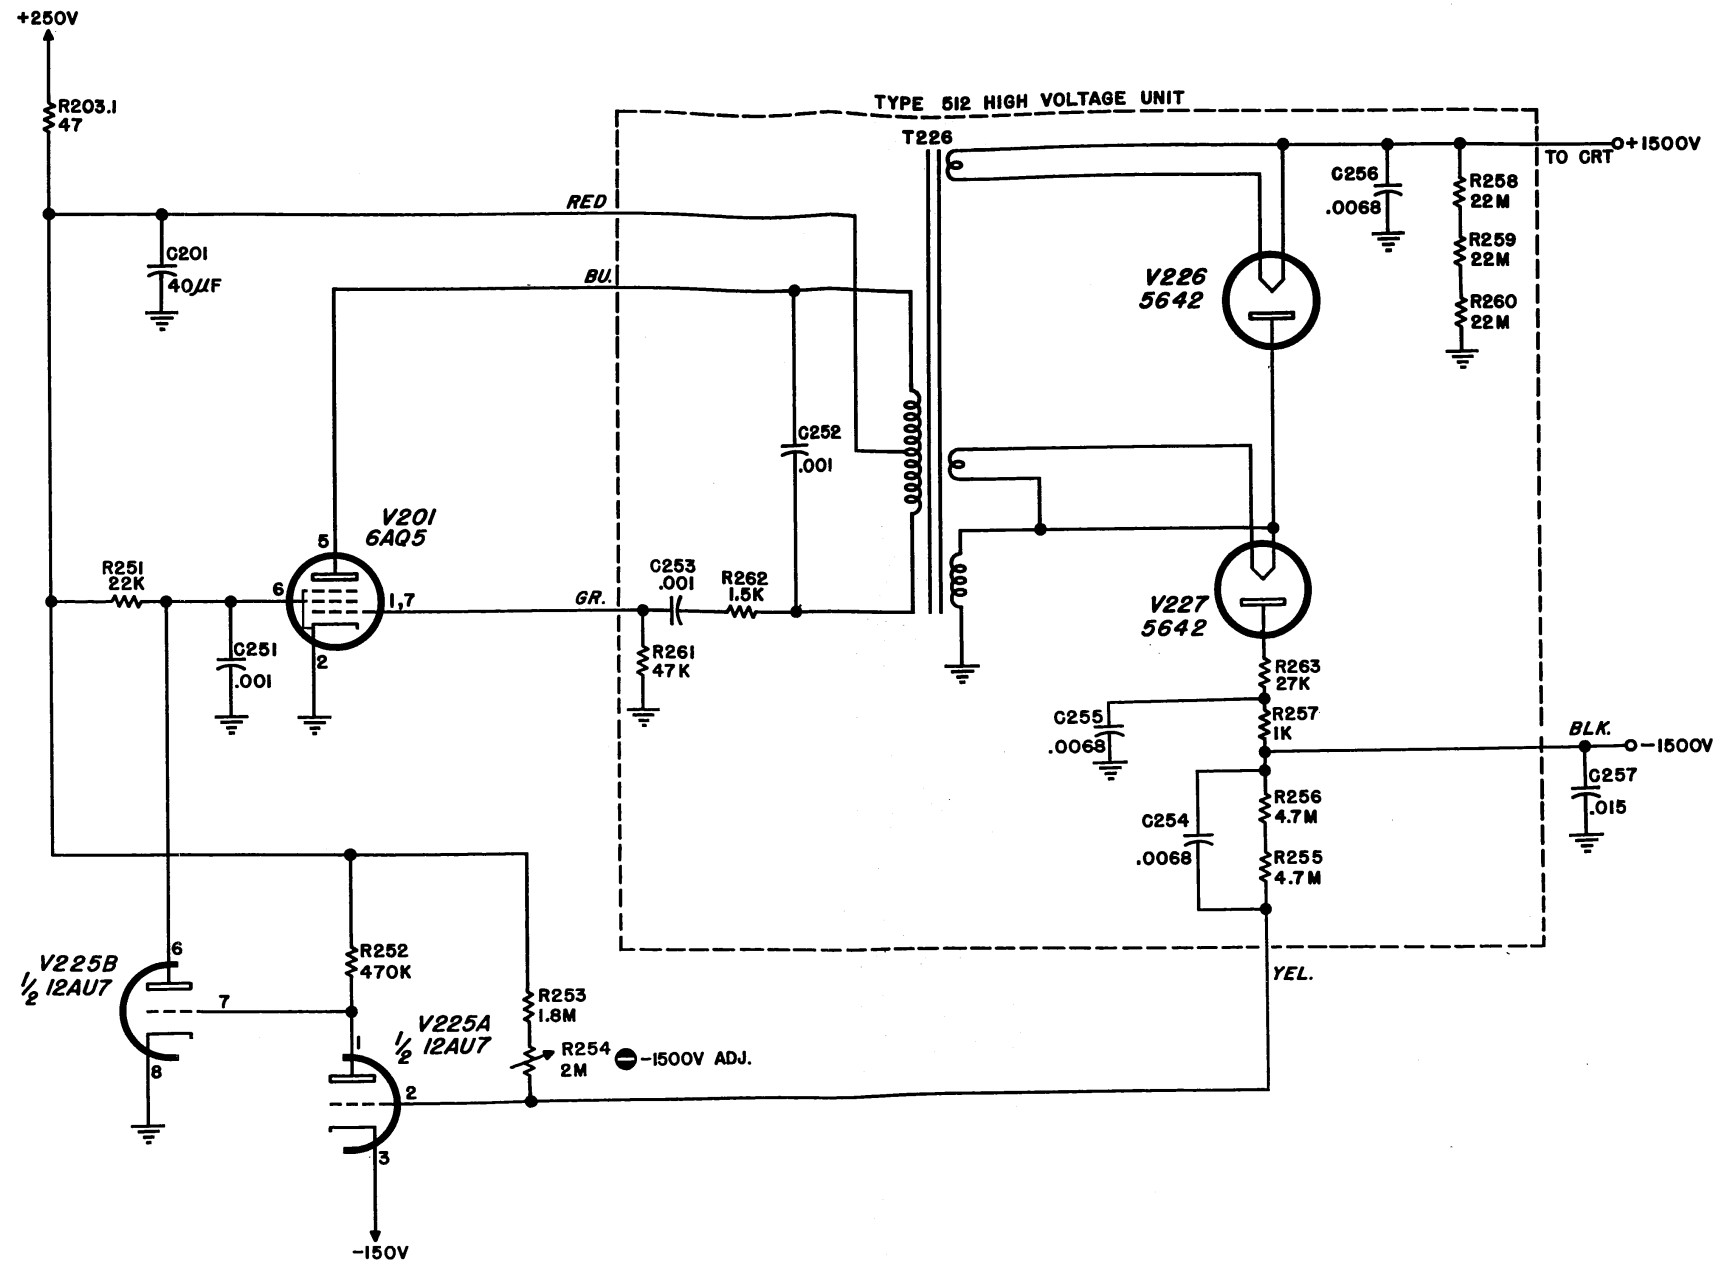 +250V
R203.1
47
TYPE 512 HIGH VOLTAGE UNIT
T226
TO CRT
+1500V
C256
.0068
R258
22M
R259
22M
R260
22M
RED
C201
40µF
BU.
V226
5642
C252
.001
V201
6AQ5
5
R251
22K
6
1,7
2
C251
.001
GR.
C253
.001
R262
1.5K
R261
47K
V227
5642
R263
27K
C255
.0068
R257
1K
BLK.
-1500V
C257
.015
C254
.0068
R256
4.7M
R255
4.7M
YEL.
V225B
1/2 12AU7
6
7
8
R252
470K
V225A
1/2 12AU7
1
2
3
R253
1.8M
R254
2M
-1500V ADJ.
-150V